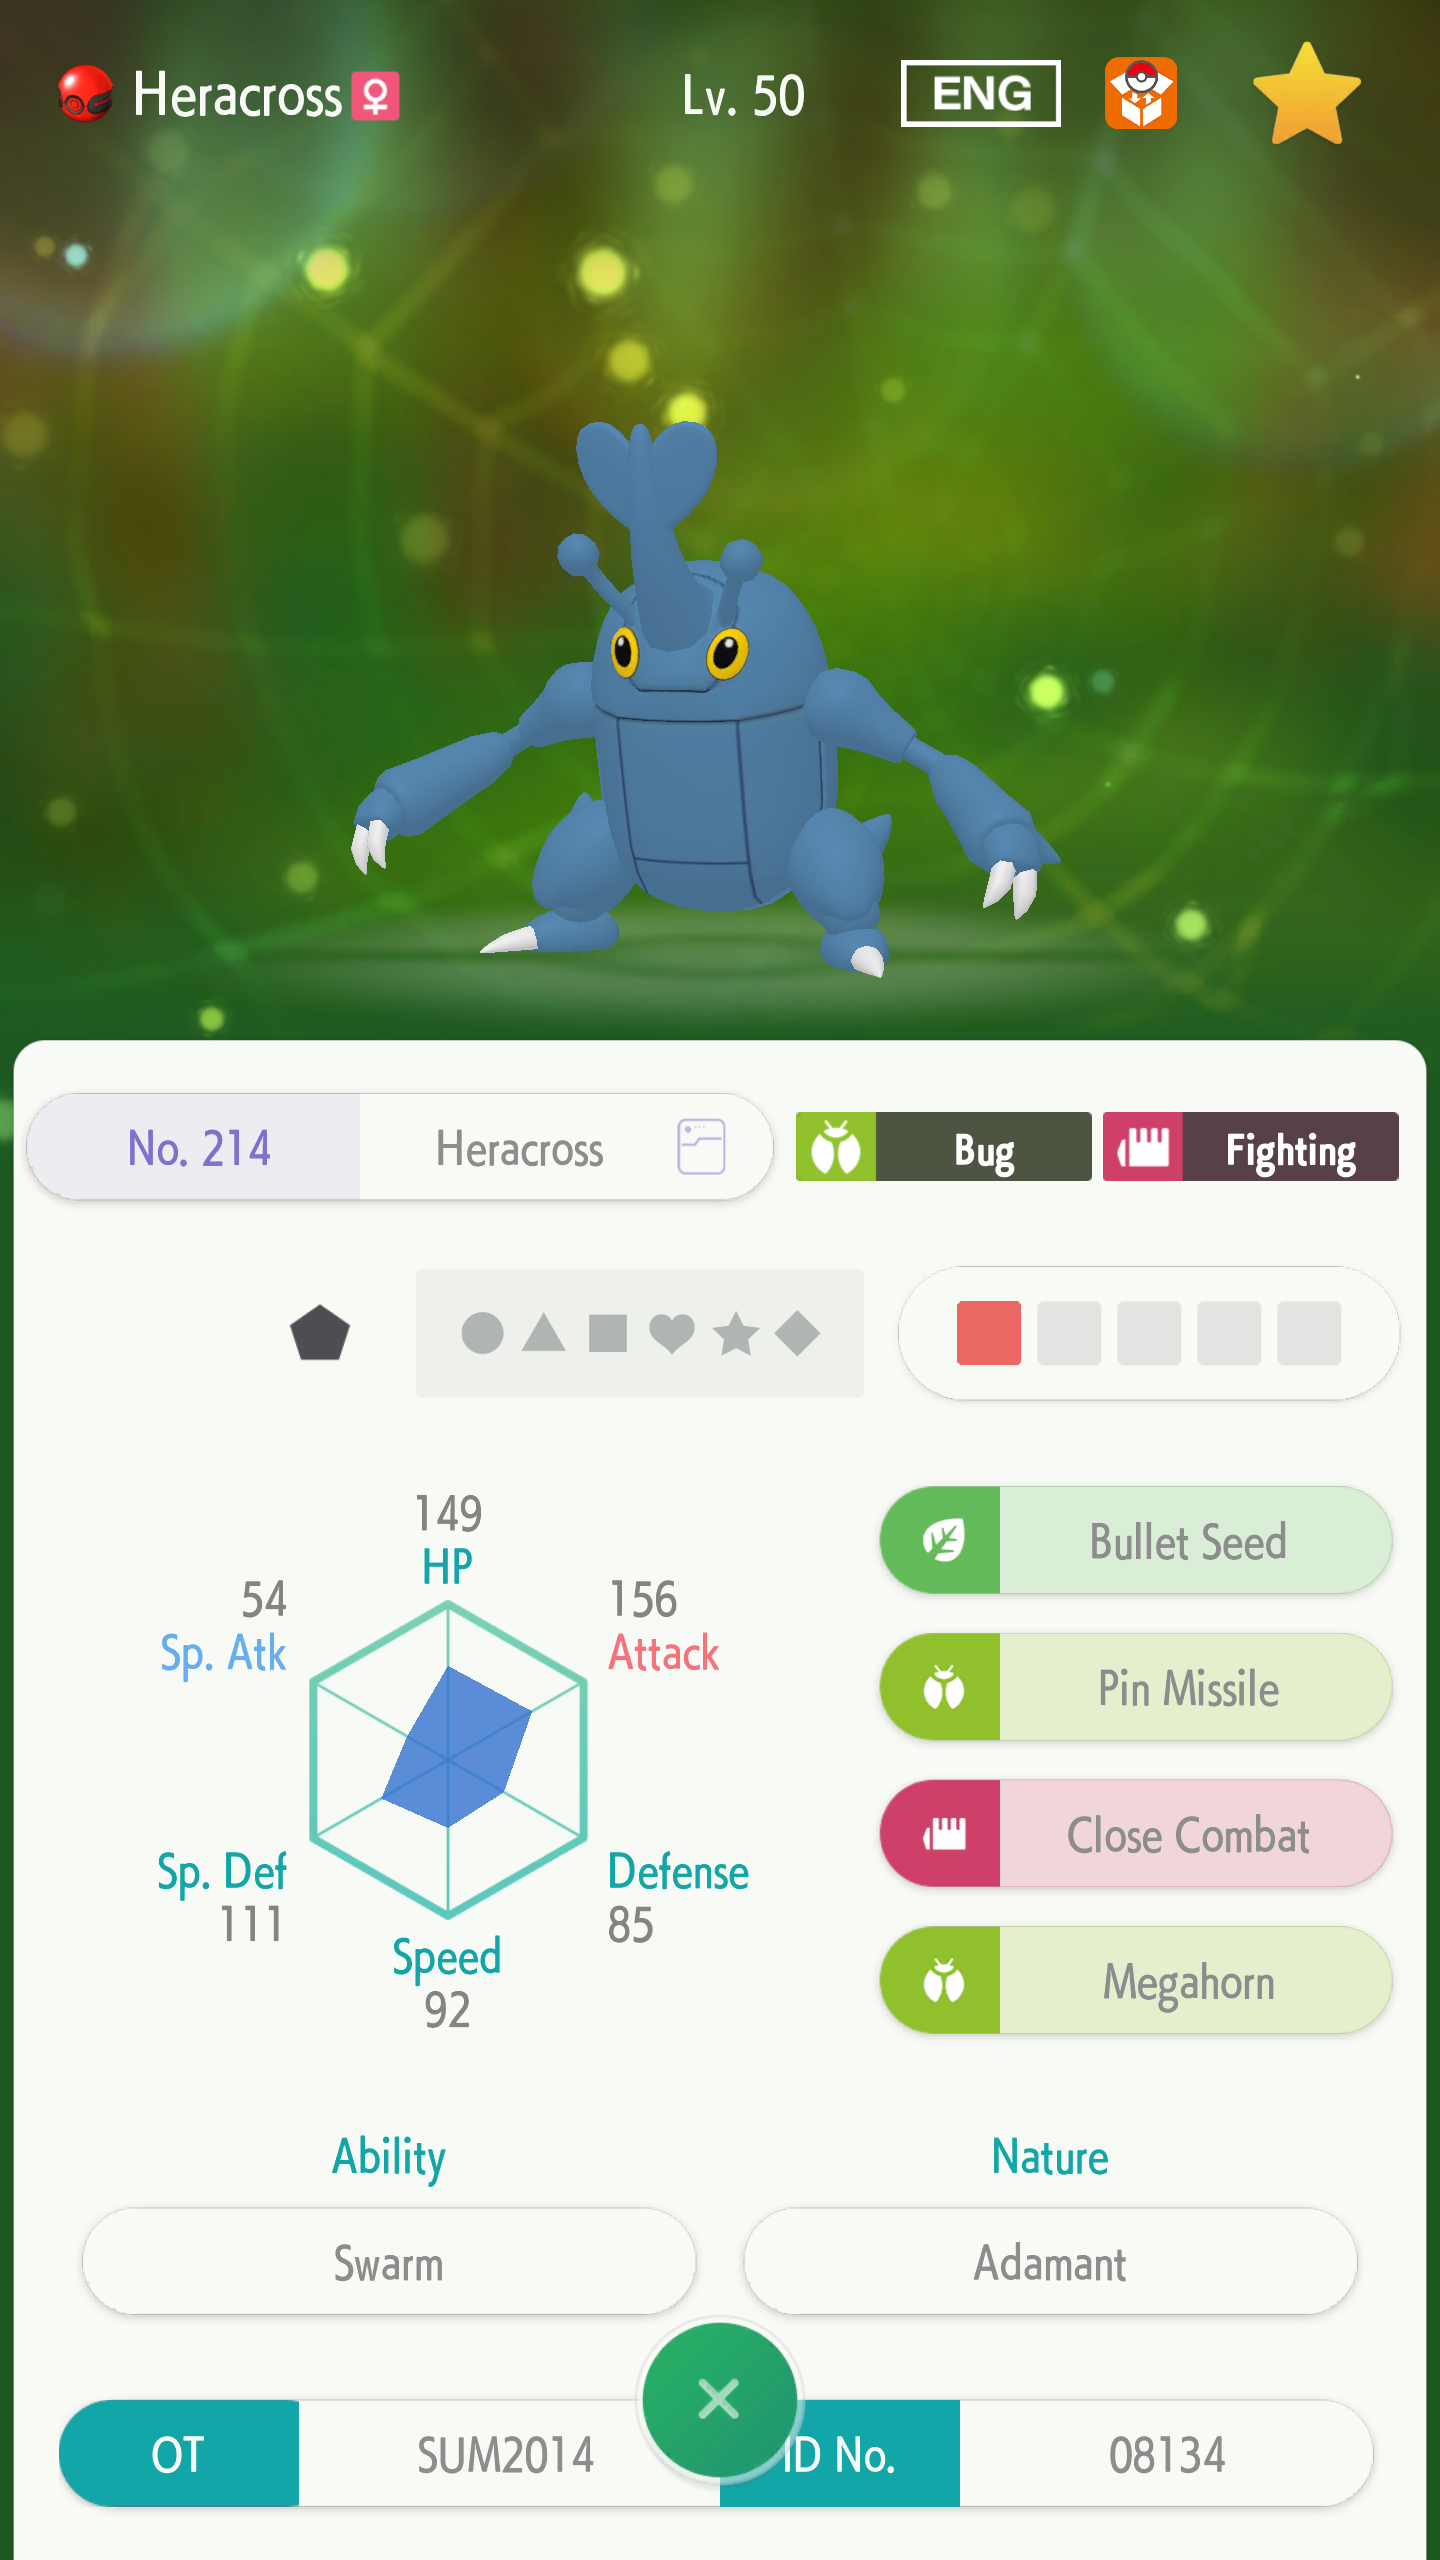 Heracross♀ Lv. 50 ENG
No. 214 Heracross Bug Fighting
149
HP
54
Sp. Atk
156
Attack
Sp. Def
111
Defense
85
Speed
92
Bullet Seed
Pin Missile
Close Combat
Megahorn
Ability Nature
Swarm Adamant
OT SUM2014 ID No. 08134